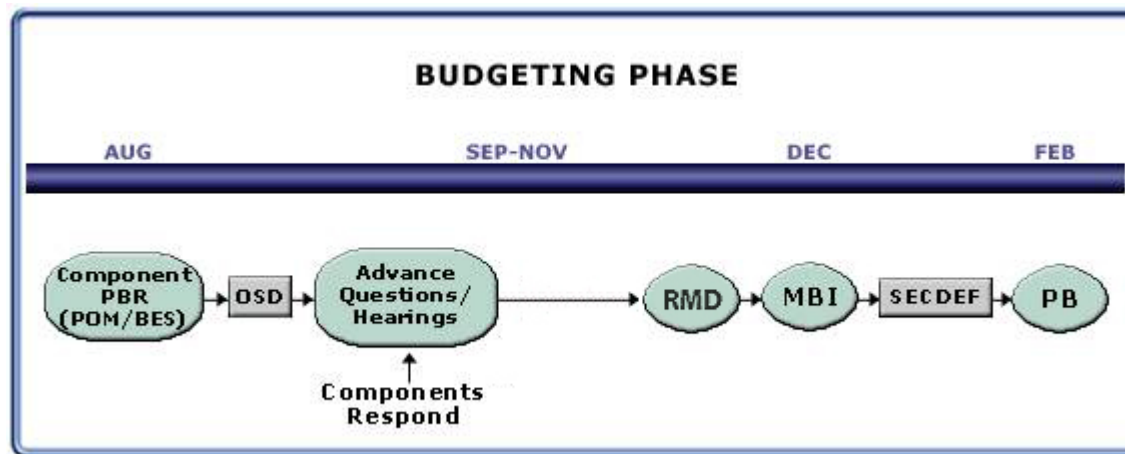 BUDGETING PHASE
AUG
SEP-NOV
DEC
FEB
Component
PBR
(POM/BES)
OSD
Advance
Questions/
Hearings
RMD
MBI
SECDEF
PB
Components
Respond